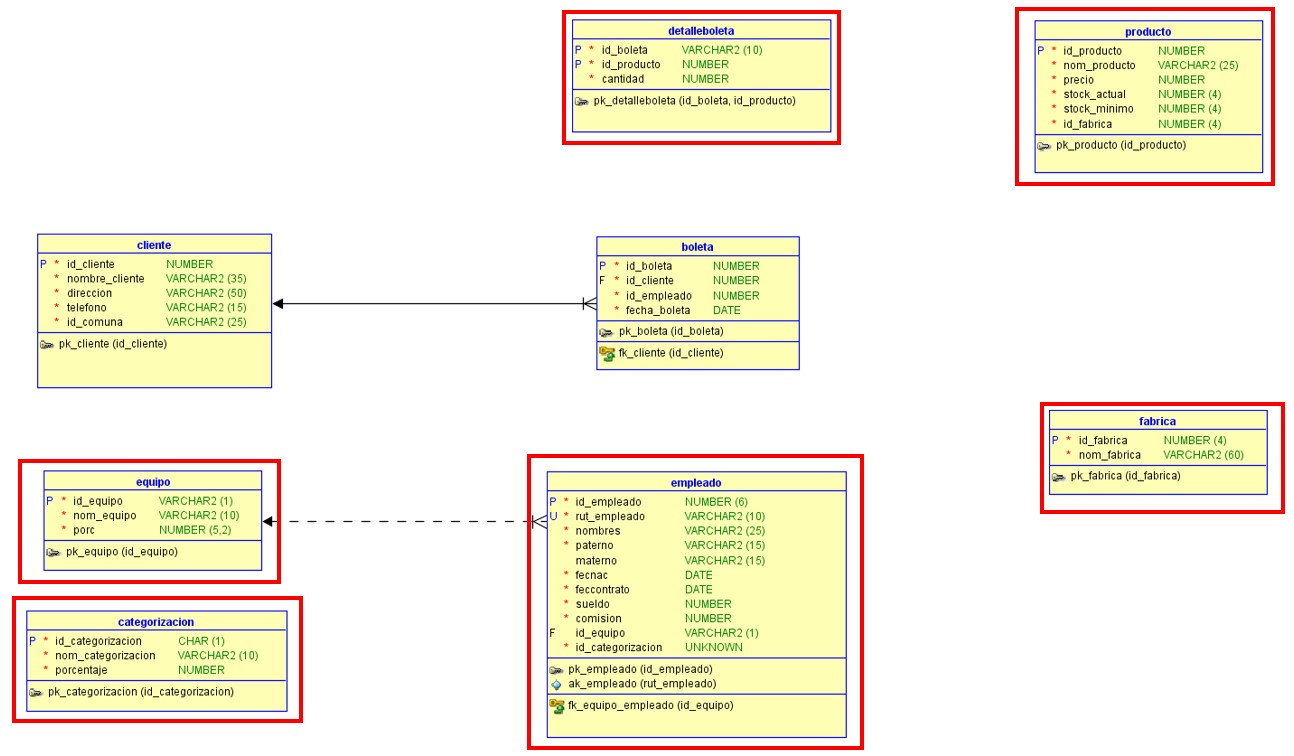 detalleboleta
P * id_boleta VARCHAR2 (10)
P * id_producto NUMBER
* cantidad NUMBER
pk_detalleboleta (id_boleta, id_producto)
producto
P * id_producto NUMBER
* nom_producto VARCHAR2 (25)
* precio NUMBER
* stock_actual NUMBER (4)
* stock_minimo NUMBER (4)
* id_fabrica NUMBER (4)
pk_producto (id_producto)
cliente
P * id_cliente NUMBER
* nombre_cliente VARCHAR2 (35)
* direccion VARCHAR2 (50)
* telefono VARCHAR2 (15)
* id_comuna VARCHAR2 (25)
pk_cliente (id_cliente)
boleta
P * id_boleta NUMBER
F * id_cliente NUMBER
* id_empleado NUMBER
* fecha_boleta DATE
pk_boleta (id_boleta)
fk_cliente (id_cliente)
fabrica
P * id_fabrica NUMBER (4)
* nom_fabrica VARCHAR2 (60)
pk_fabrica (id_fabrica)
equipo
P * id_equipo VARCHAR2 (1)
* nom_equipo VARCHAR2 (10)
* porc NUMBER (5,2)
pk_equipo (id_equipo)
empleado
P * id_empleado NUMBER (6)
U * rut_empleado VARCHAR2 (10)
* nombres VARCHAR2 (25)
* paterno VARCHAR2 (15)
materno VARCHAR2 (15)
* fecnac DATE
* feccontrato DATE
* sueldo NUMBER
* comision NUMBER
F id_equipo VARCHAR2 (1)
* id_categorizacion UNKNOWN
pk_empleado (id_empleado)
ak_empleado (rut_empleado)
fk_equipo_empleado (id_equipo)
categorizacion
P * id_categorizacion CHAR (1)
* nom_categorizacion VARCHAR2 (10)
* porcentaje NUMBER
pk_categorizacion (id_categorizacion)